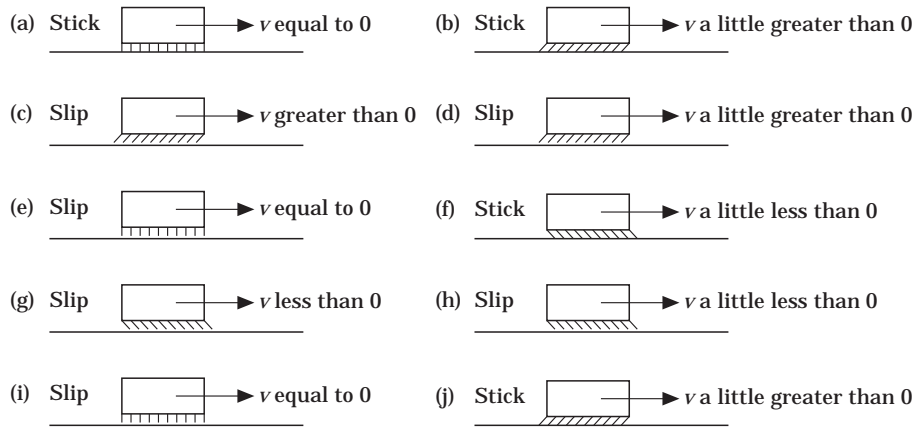 (a) Stick v equal to 0
(b) Stick v a little greater than 0
(c) Slip v greater than 0
(d) Slip v a little greater than 0
(e) Slip v equal to 0
(f) Stick v a little less than 0
(g) Slip v less than 0
(h) Slip v a little less than 0
(i) Slip v equal to 0
(j) Stick v a little greater than 0